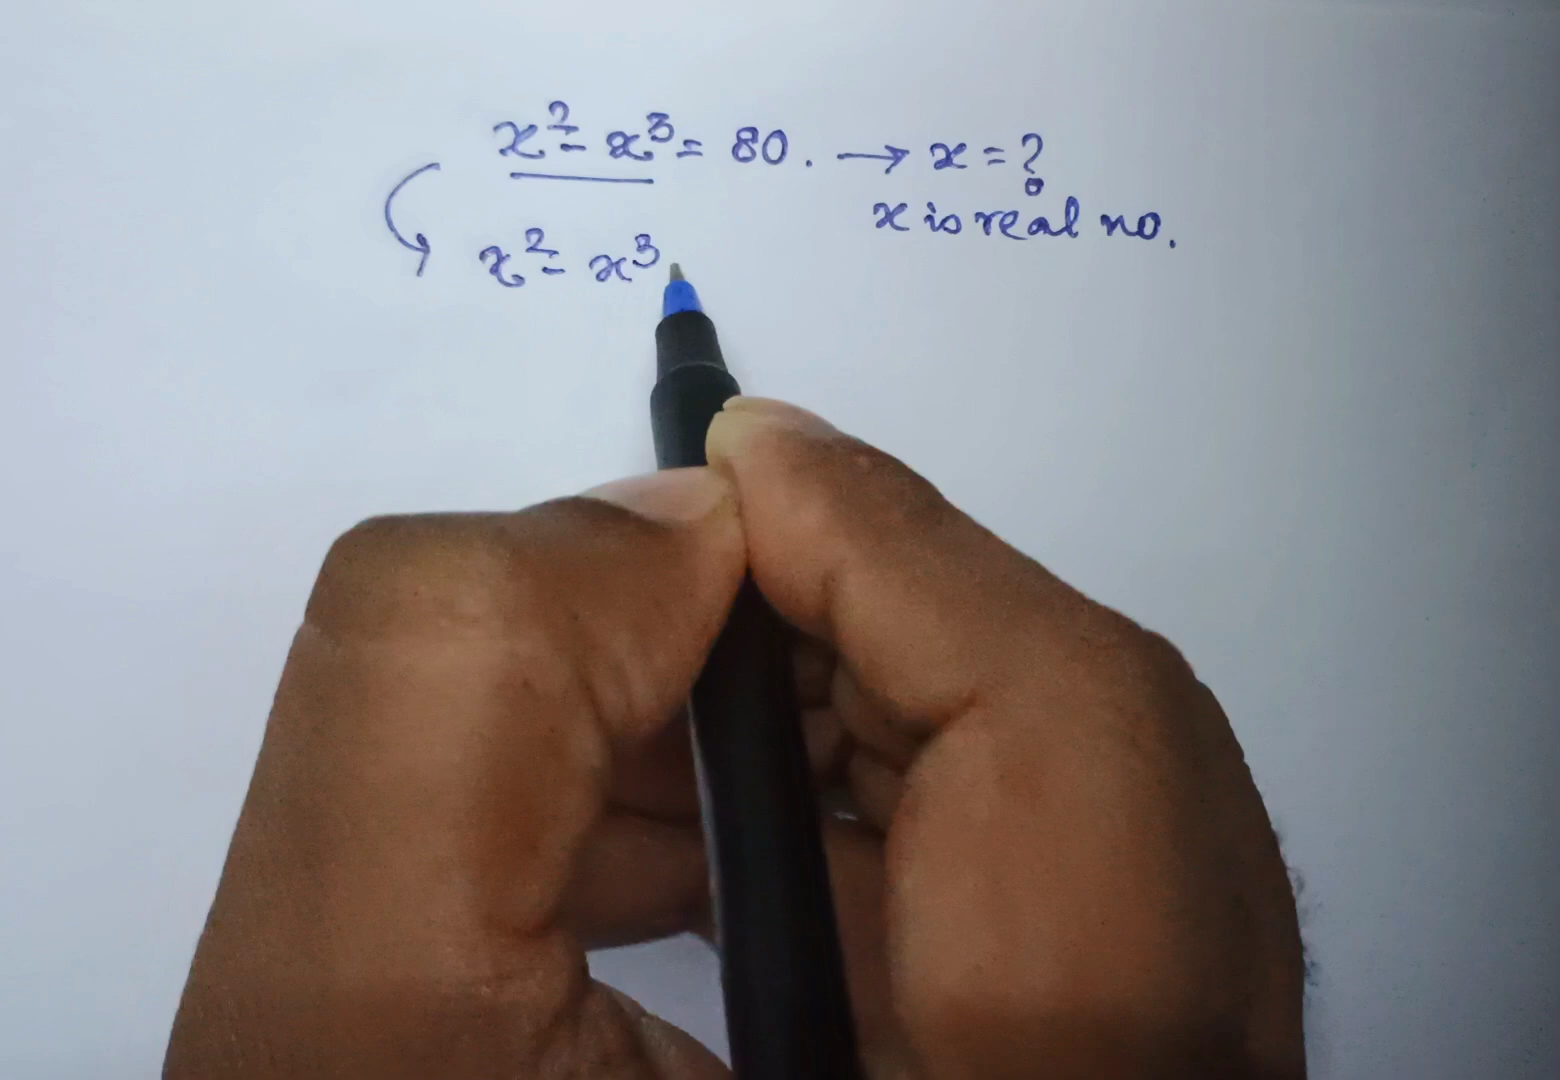 x² - x³ = 80. → x = ?
x is real no.
x² - x³